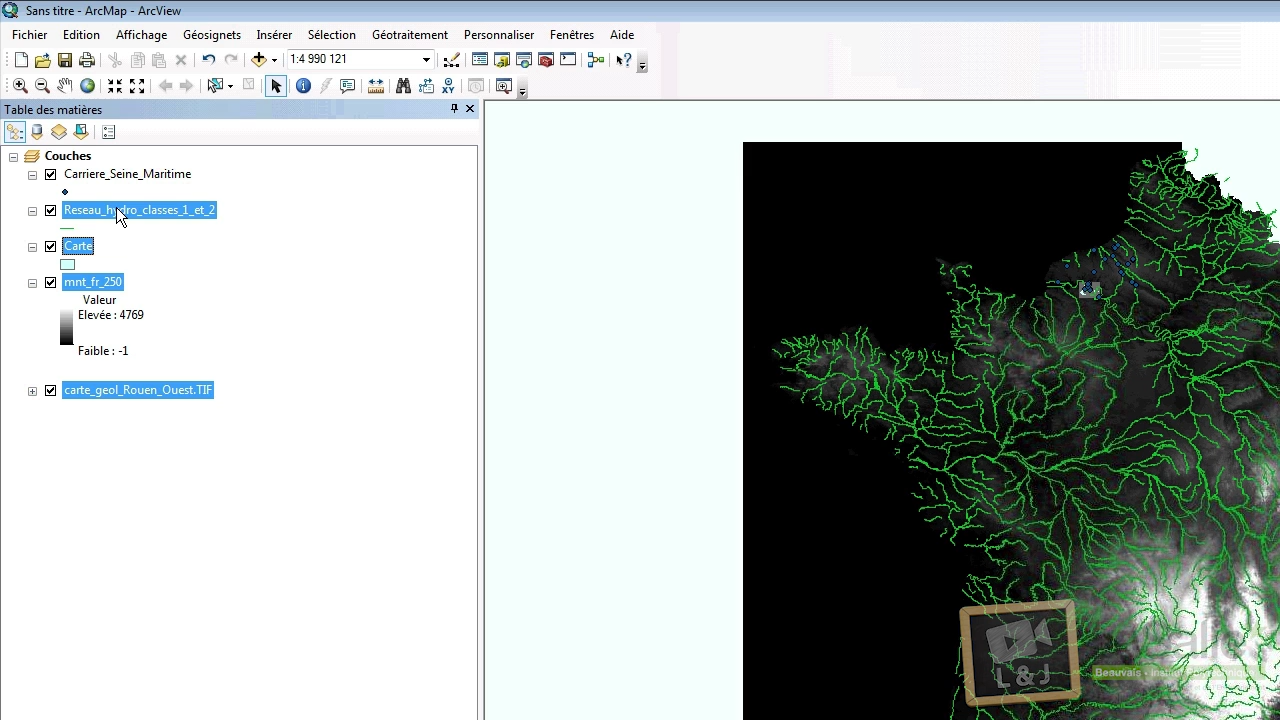 Sans titre - ArcMap - ArcView
Fichier Edition Affichage Géosignets Insérer Sélection Géotraitement Personnaliser Fenêtres Aide
1:4 990 121
Table des matières
Couches
Carriere_Seine_Maritime
Reseau_hydro_classes_1_et_2
Carte
mnt_fr_250
Valeur
Elevée : 4769
Faible : -1
carte_geol_Rouen_Ouest.TIF
L & J